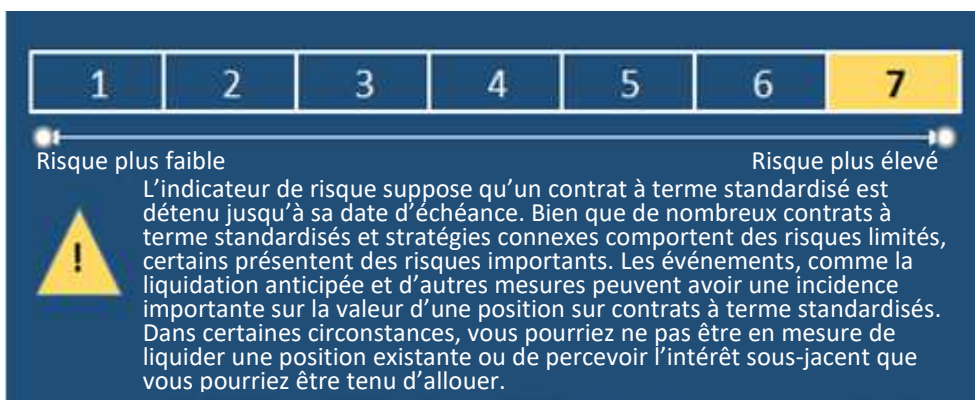 1 2 3 4 5 6 7
Risque plus faible Risque plus élevé
L'indicateur de risque suppose qu'un contrat à terme standardisé est
détenu jusqu'à sa date d'échéance. Bien que de nombreux contrats à
terme standardisés et stratégies connexes comportent des risques limités,
certains présentent des risques importants. Les événements, comme la
liquidation anticipée et d'autres mesures peuvent avoir une incidence
importante sur la valeur d'une position sur contrats à terme standardisés.
Dans certaines circonstances, vous pourriez ne pas être en mesure de
liquider une position existante ou de percevoir l'intérêt sous-jacent que
vous pourriez être tenu d'allouer.
!